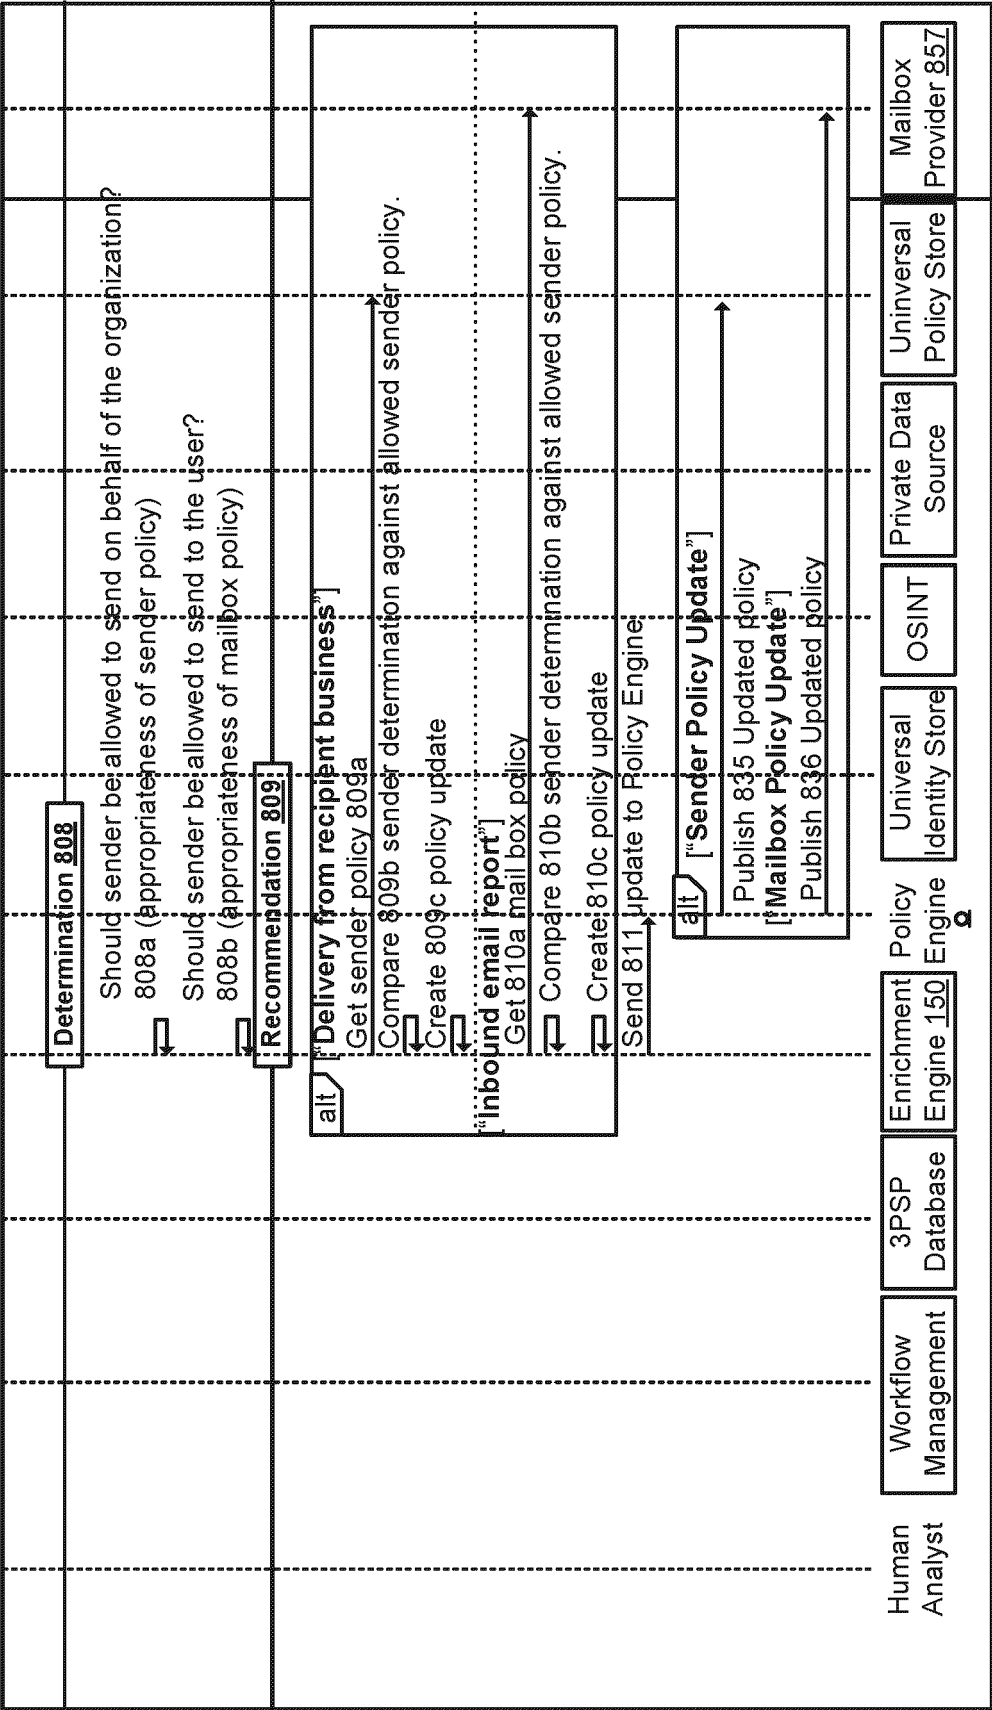 Determination 808
Should sender be allowed to send on behalf of the organization?
808a (appropriateness of sender policy)
Should sender be allowed to send to the user?
808b (appropriateness of mailbox policy)
Recommendation 809
alt
["Delivery from recipient business"]
Get sender policy 809a
Compare 809b sender determination against allowed sender policy.
Create 809c policy update
["Inbound email report"]
Get 810a mail box policy
Compare 810b sender determination against allowed sender policy.
Create 810c policy update
Send 811 update to Policy Engine
alt
["Sender Policy Update"]
Publish 835 Updated policy
["Mailbox Policy Update"]
Publish 836 Updated policy
Human
Analyst
Workflow
Management
3PSP
Database
Enrichment
Engine 150
Policy
Engine
Q
Universal
Identity Store
OSINT
Private Data
Source
Uninversal
Policy Store
Mailbox
Provider 857